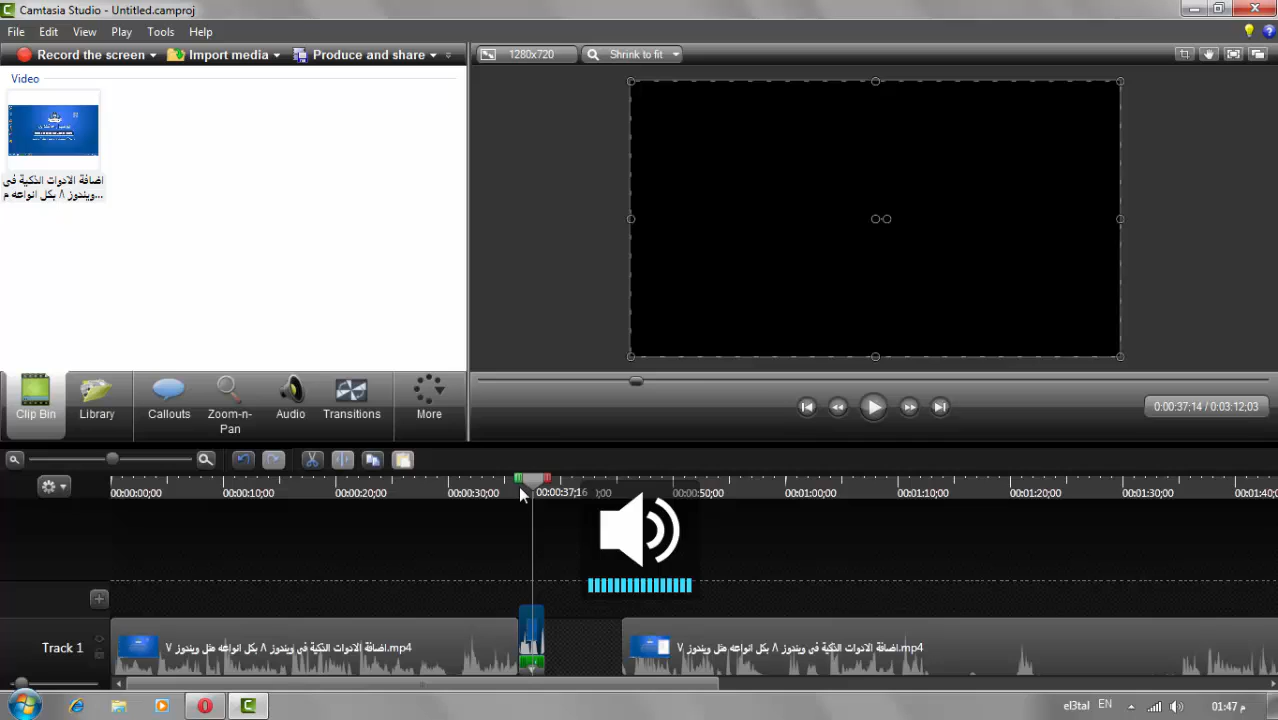 Camtasia Studio - Untitled.camproj
File Edit View Play Tools Help
Record the screen Import media Produce and share
1280x720 Shrink to fit
Video
اضافة الادوات الذكية فى
ويندوز ٨ بكل انواعه م...
Clip Bin Library Callouts Zoom-n-Pan Audio Transitions More
0:00:37;14 / 0:03:12;03
00:00:00;00 00:00:10;00 00:00:20;00 00:00:30;00 00:00:37;16 00:00:50;00 00:01:00;00 00:01:10;00 00:01:20;00 00:01:30;00 00:01:40;0
Track 1
اضافة الادوات الذكية في ويندوز ٨ بكل انواعه مثل ويندوز ٧.mp4
اضافة الادوات الذكية في ويندوز ٨ بكل انواعه مثل ويندوز ٧.mp4
el3tal EN 01:47 م